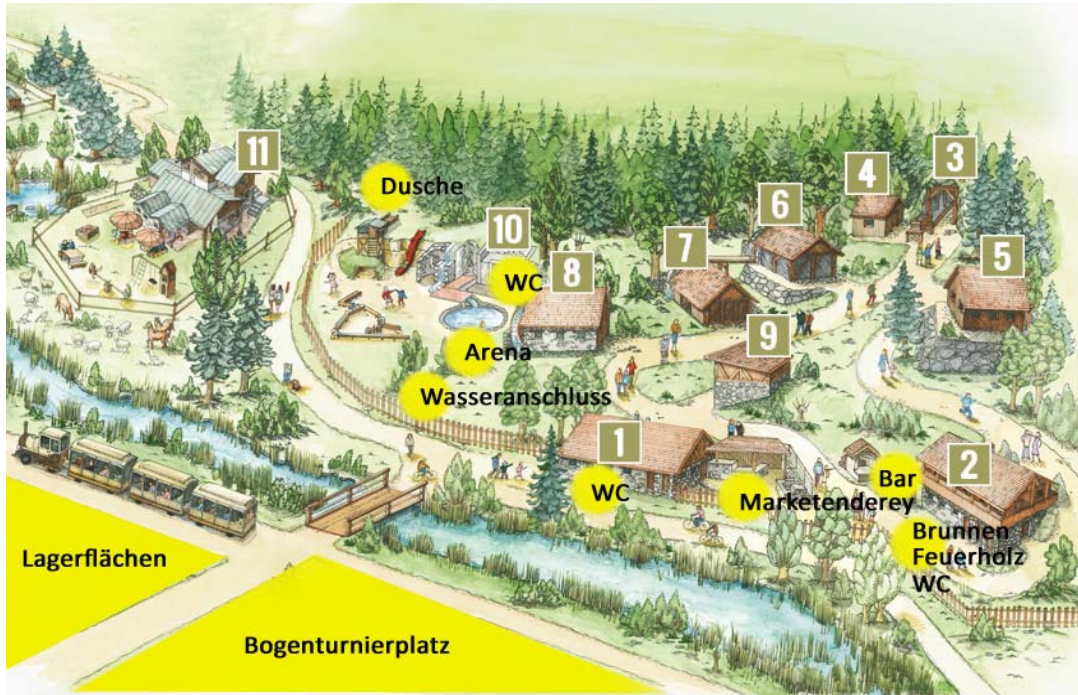 11
3
4
Dusche
6
10
7
5
8
WC
9
Arena
Wasseranschluss
1
2
WC
Bar
Marketenderey
Brunnen
Feuerholz
WC
Lagerflächen
Bogenturnierplatz